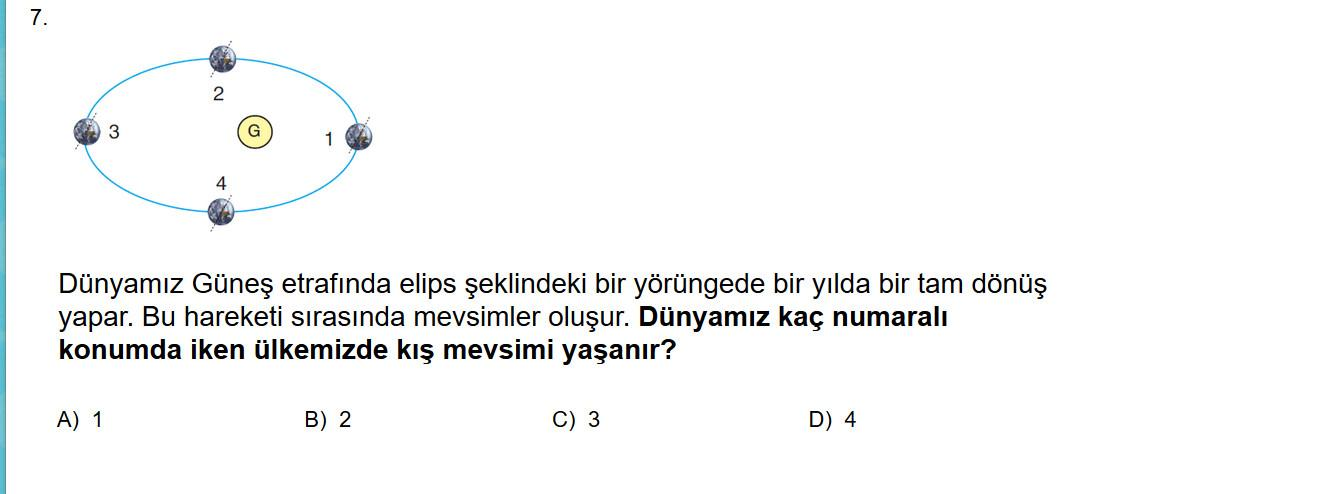 7.
2
3
G
1
4
Dünyamız Güneş etrafında elips şeklindeki bir yörüngede bir yılda bir tam dönüş
yapar. Bu hareketi sırasında mevsimler oluşur. Dünyamız kaç numaralı
konumda iken ülkemizde kış mevsimi yaşanır?
A) 1 B) 2 C) 3 D) 4